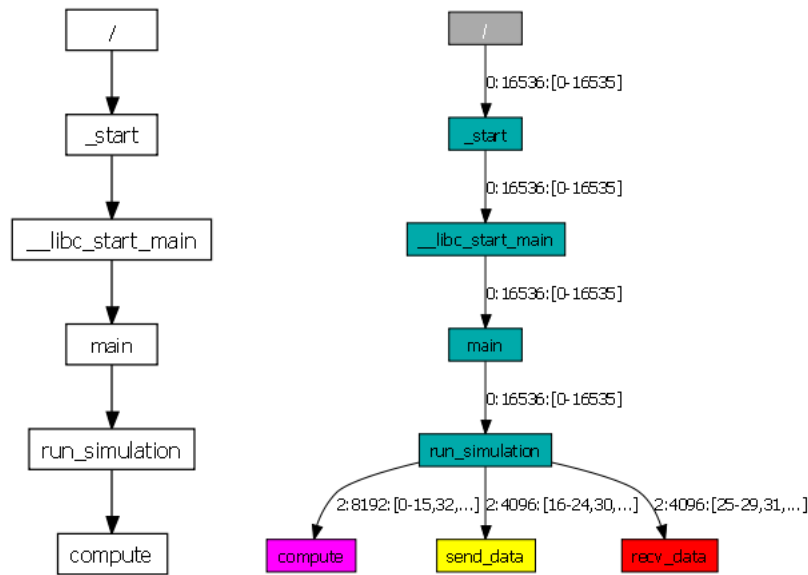 /
_start
__libc_start_main
main
run_simulation
compute
/
0:16536:[0-16535]
_start
0:16536:[0-16535]
__libc_start_main
0:16536:[0-16535]
main
0:16536:[0-16535]
run_simulation
2:8192:[0-15,32,...] 2:4096:[16-24,30,...] 2:4096:[25-29,31,...]
compute send_data recv_data